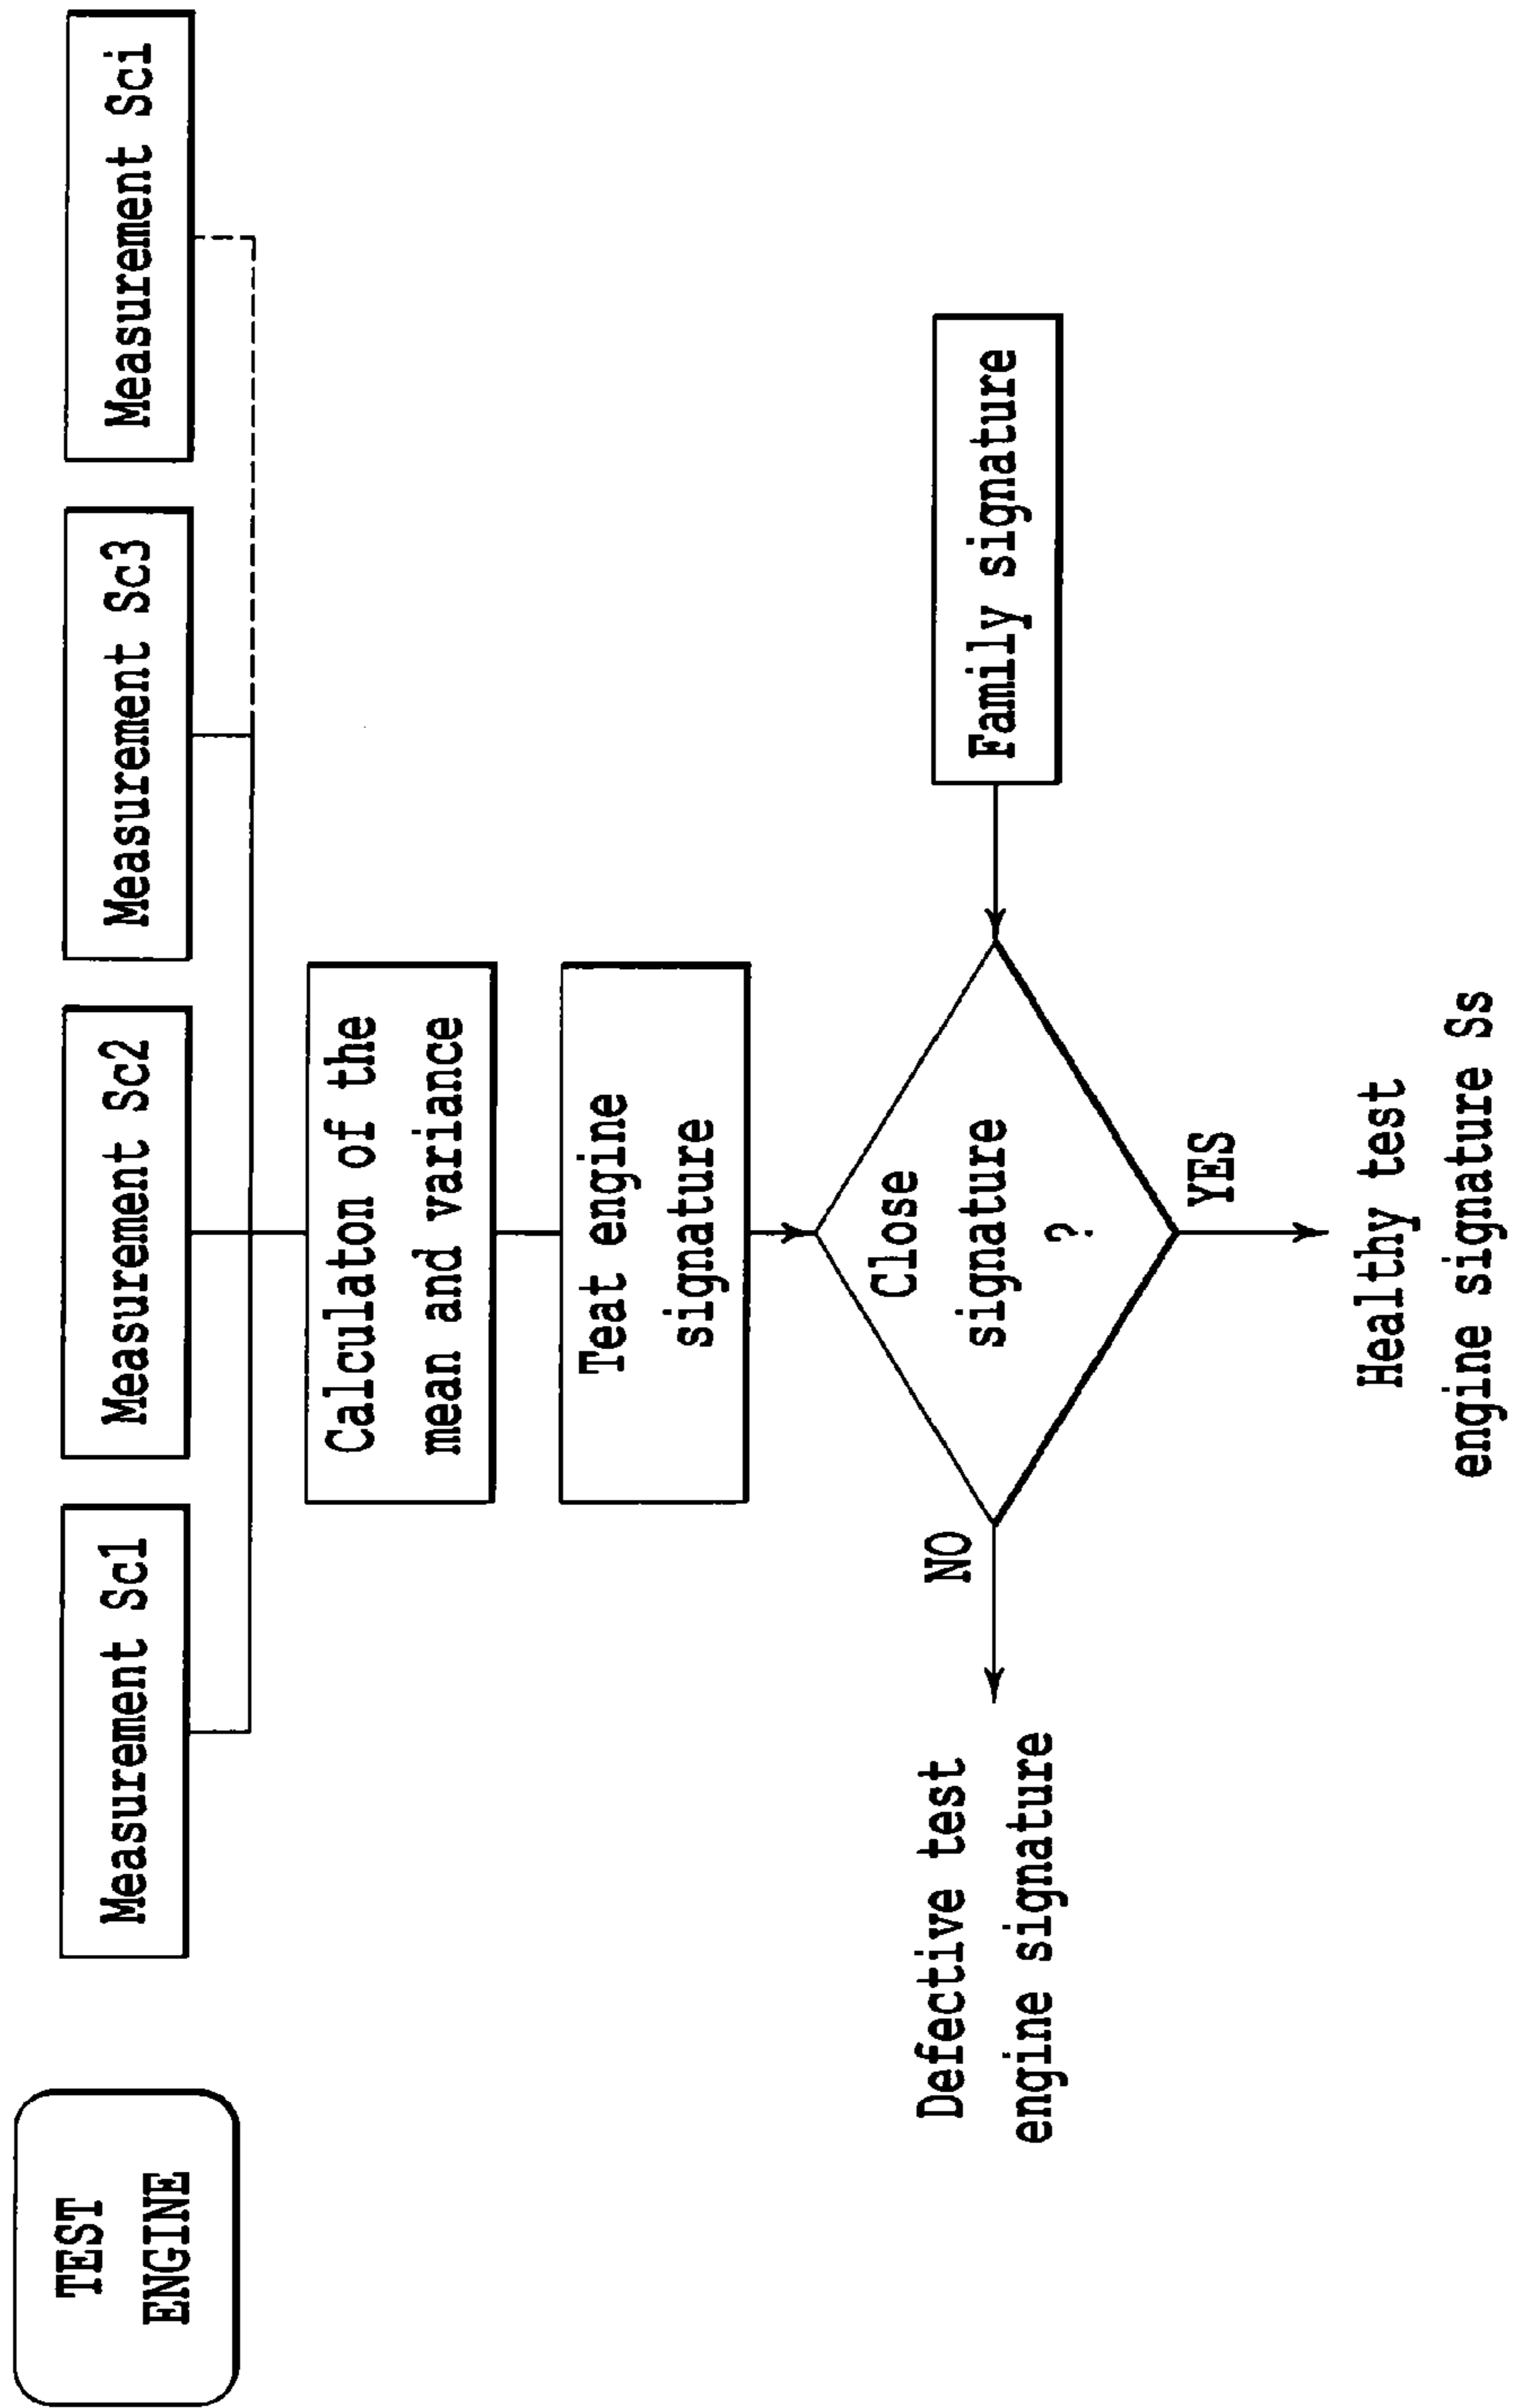 TEST
ENGINE
Measurement Sc1
Measurement Sc2
Measurement Sc3
Measurement Sci
Calculaton of the
mean and variance
Teat engine
signature
Close
signature
?
Family signature
NO
YES
Defective test
engine signature
Healthy test
engine signature Ss